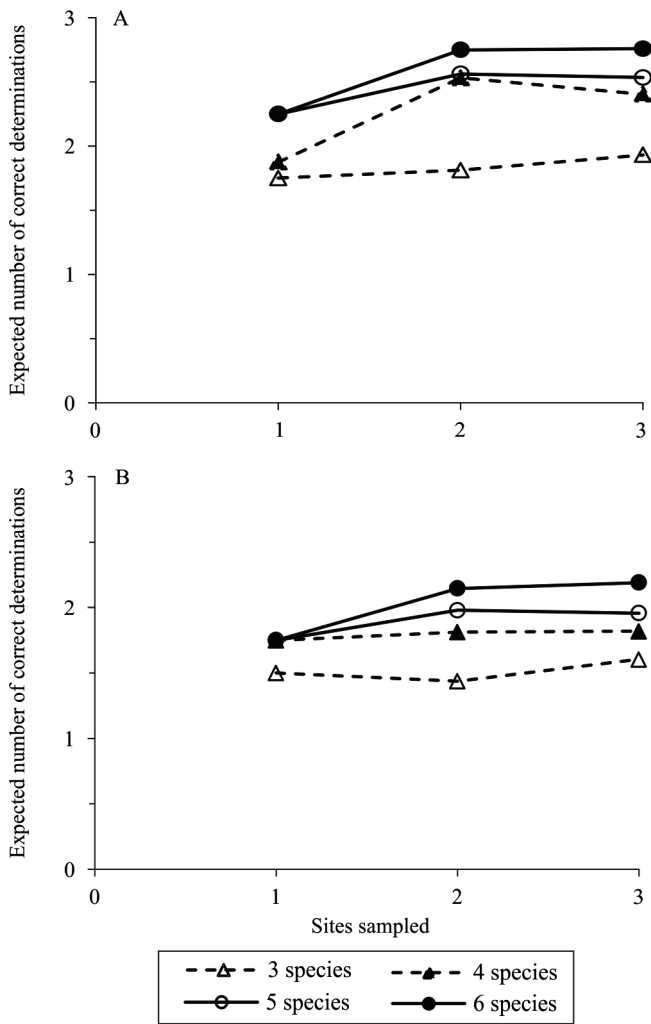 A
Expected number of correct determinations
3
2
1
0
0 1 2 3
B
Expected number of correct determinations
3
2
1
0
0 1 2 3
Sites sampled
3 species 4 species
5 species 6 species